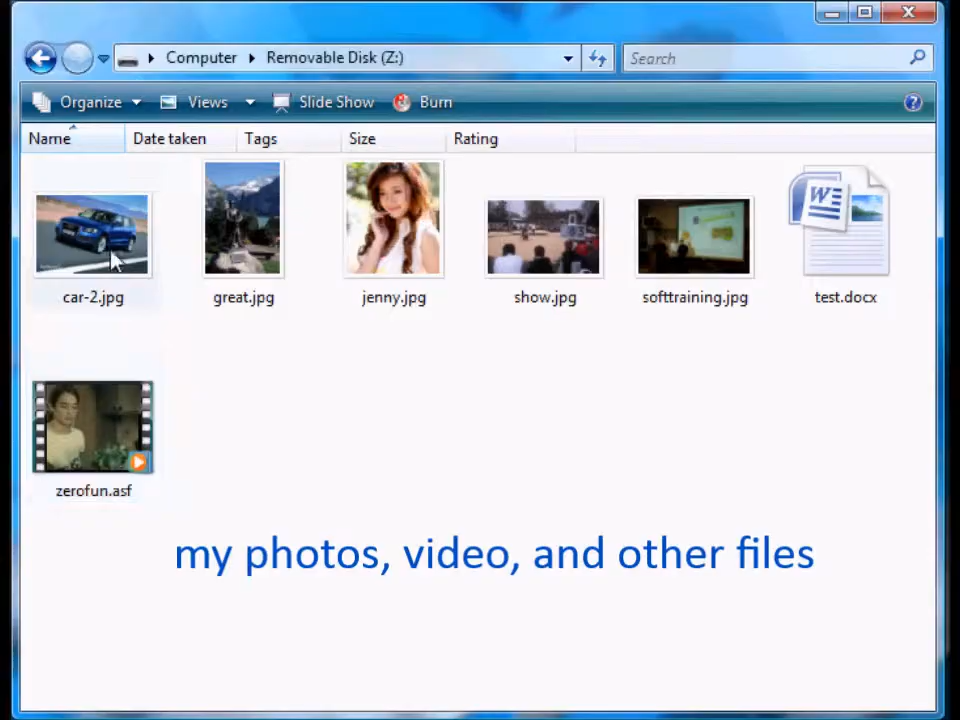 Computer Removable Disk (Z:) Search
Organize Views Slide Show Burn ?
Name Date taken Tags Size Rating
W
car-2.jpg great.jpg jenny.jpg show.jpg softtraining.jpg test.docx
zerofun.asf
my photos, video, and other files